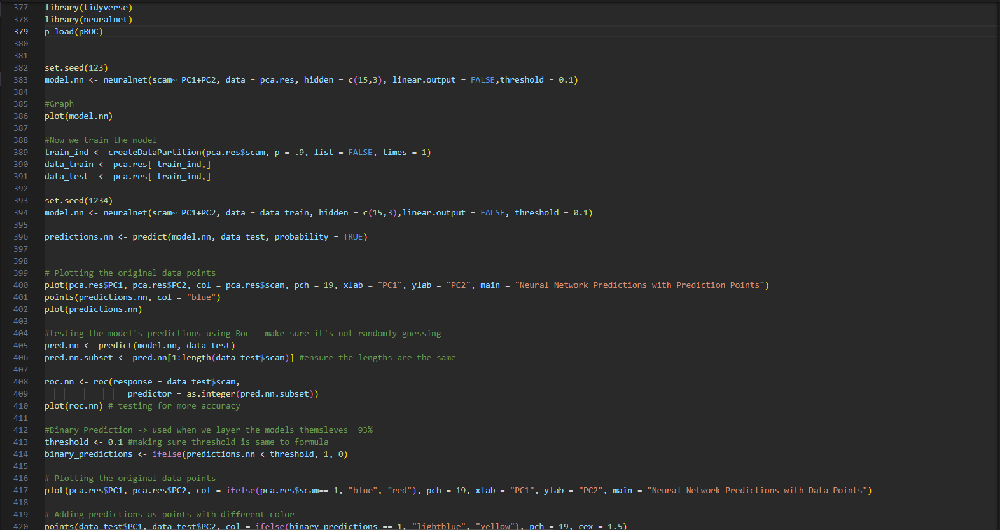 377 library(tidyverse)
378 library(neuralnet)
379 p_load(pROC)
380
381
382 set.seed(123)
383 model.nn <- neuralnet(scam~ PC1+PC2, data = pca.res, hidden = c(15,3), linear.output = FALSE,threshold = 0.1)
384
385 #Graph
386 plot(model.nn)
387
388 #Now we train the model
389 train_ind <- createDataPartition(pca.res$scam, p = .9, list = FALSE, times = 1)
390 data_train <- pca.res[ train_ind,]
391 data_test  <- pca.res[-train_ind,]
392
393 set.seed(1234)
394 model.nn <- neuralnet(scam~ PC1+PC2, data = data_train, hidden = c(15,3),linear.output = FALSE, threshold = 0.1)
395
396 predictions.nn <- predict(model.nn, data_test, probability = TRUE)
397
398
399 # Plotting the original data points
400 plot(pca.res$PC1, pca.res$PC2, col = pca.res$scam, pch = 19, xlab = "PC1", ylab = "PC2", main = "Neural Network Predictions with Prediction Points")
401 points(predictions.nn, col = "blue")
402 plot(predictions.nn)
403
404 #testing the model's predictions using Roc - make sure it's not randomly guessing
405 pred.nn <- predict(model.nn, data_test)
406 pred.nn.subset <- pred.nn[1:length(data_test$scam)] #ensure the lengths are the same
407
408 roc.nn <- roc(response = data_test$scam,
409                  predictor = as.integer(pred.nn.subset))
410 plot(roc.nn) # testing for more accuracy
411
412 #Binary Prediction -> used when we layer the models themsleves  93%
413 threshold <- 0.1 #making sure threshold is same to formula
414 binary_predictions <- ifelse(predictions.nn < threshold, 1, 0)
415
416 # Plotting the original data points
417 plot(pca.res$PC1, pca.res$PC2, col = ifelse(pca.res$scam== 1, "blue", "red"), pch = 19, xlab = "PC1", ylab = "PC2", main = "Neural Network Predictions with Data Points")
418
419 # Adding predictions as points with different color
420 points(data_test$PC1, data_test$PC2, col = ifelse(binary_predictions == 1, "lightblue", "yellow"), pch = 19, cex = 1.5)